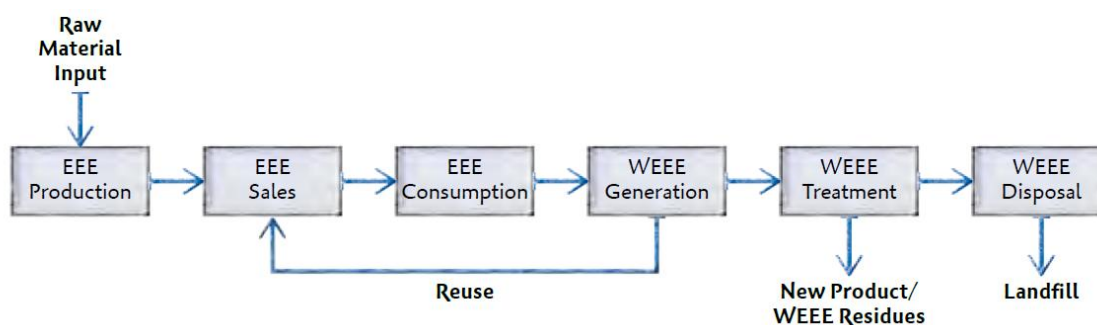 Raw
Material
Input
EEE
Production
EEE
Sales
EEE
Consumption
WEEE
Generation
WEEE
Treatment
WEEE
Disposal
Reuse
New Product/
WEEE Residues
Landfill